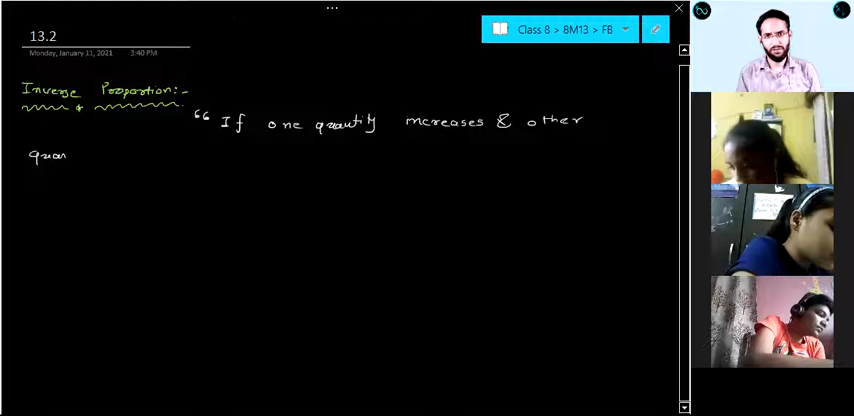 13.2
Monday, January 11, 2021 3:40 PM
Class 8 > 8M13 > FB
Inverse Proportion:-
“ If one quantity increases & other
quan